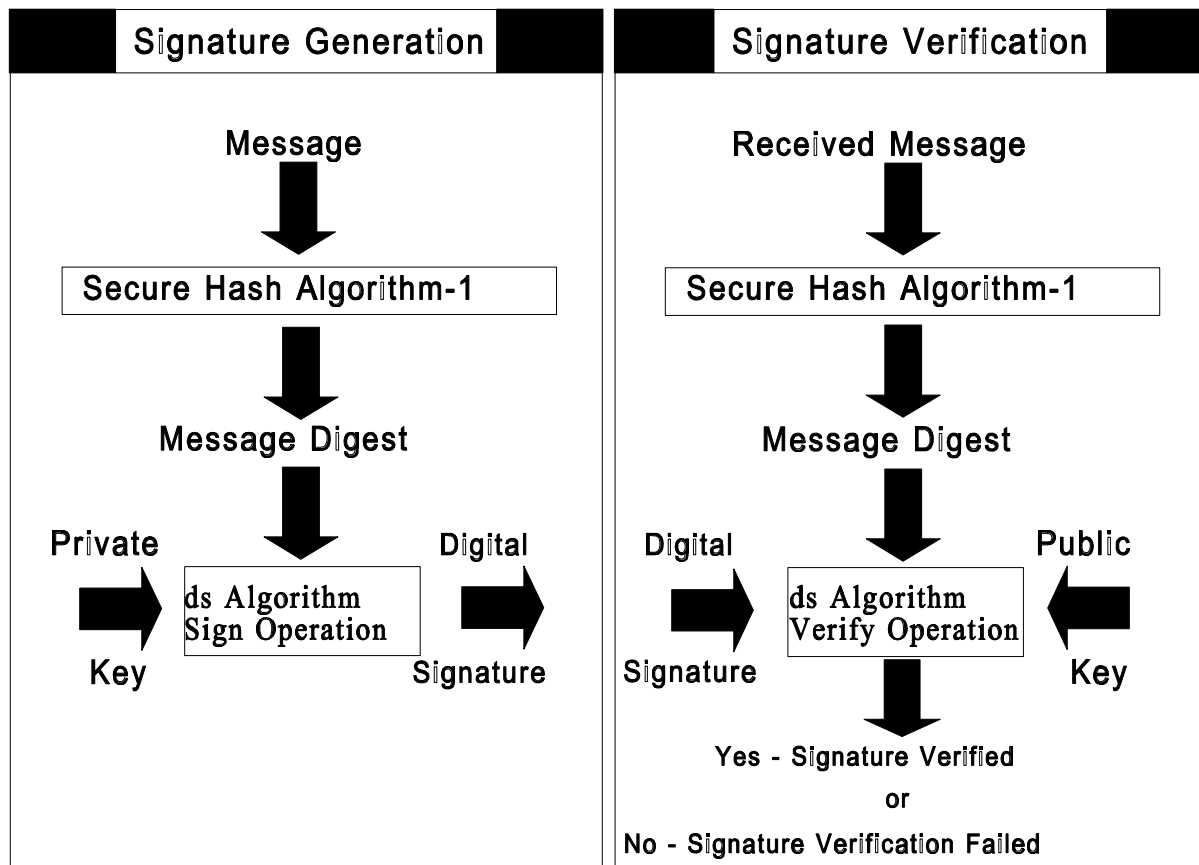 Signature Generation
Message
Secure Hash Algorithm-1
Message Digest
Private
Key
ds Algorithm
Sign Operation
Digital
Signature
Signature Verification
Received Message
Secure Hash Algorithm-1
Message Digest
Digital
Signature
ds Algorithm
Verify Operation
Public
Key
Yes - Signature Verified
or
No - Signature Verification Failed